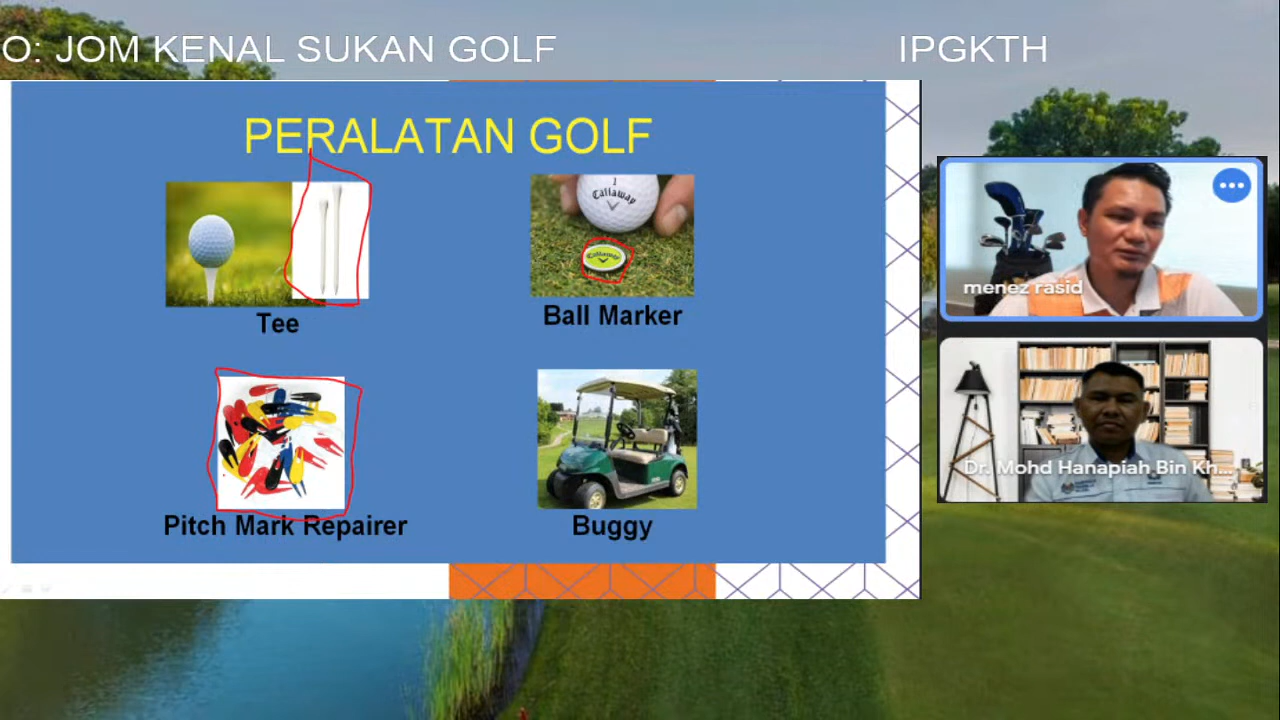 O: JOM KENAL SUKAN GOLF
IPGKTH
PERALATAN GOLF
Callaway
Callaway
Tee
Ball Marker
Pitch Mark Repairer
Buggy
menez rasid
Dr. Mohd Hanapiah Bin Kh...